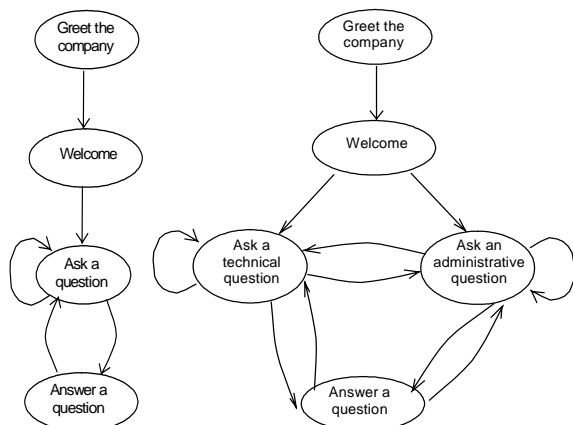 Greet the
company
Welcome
Ask a
question
Answer a
question
Greet the
company
Welcome
Ask a
technical
question
Ask an
administrative
question
Answer a
question